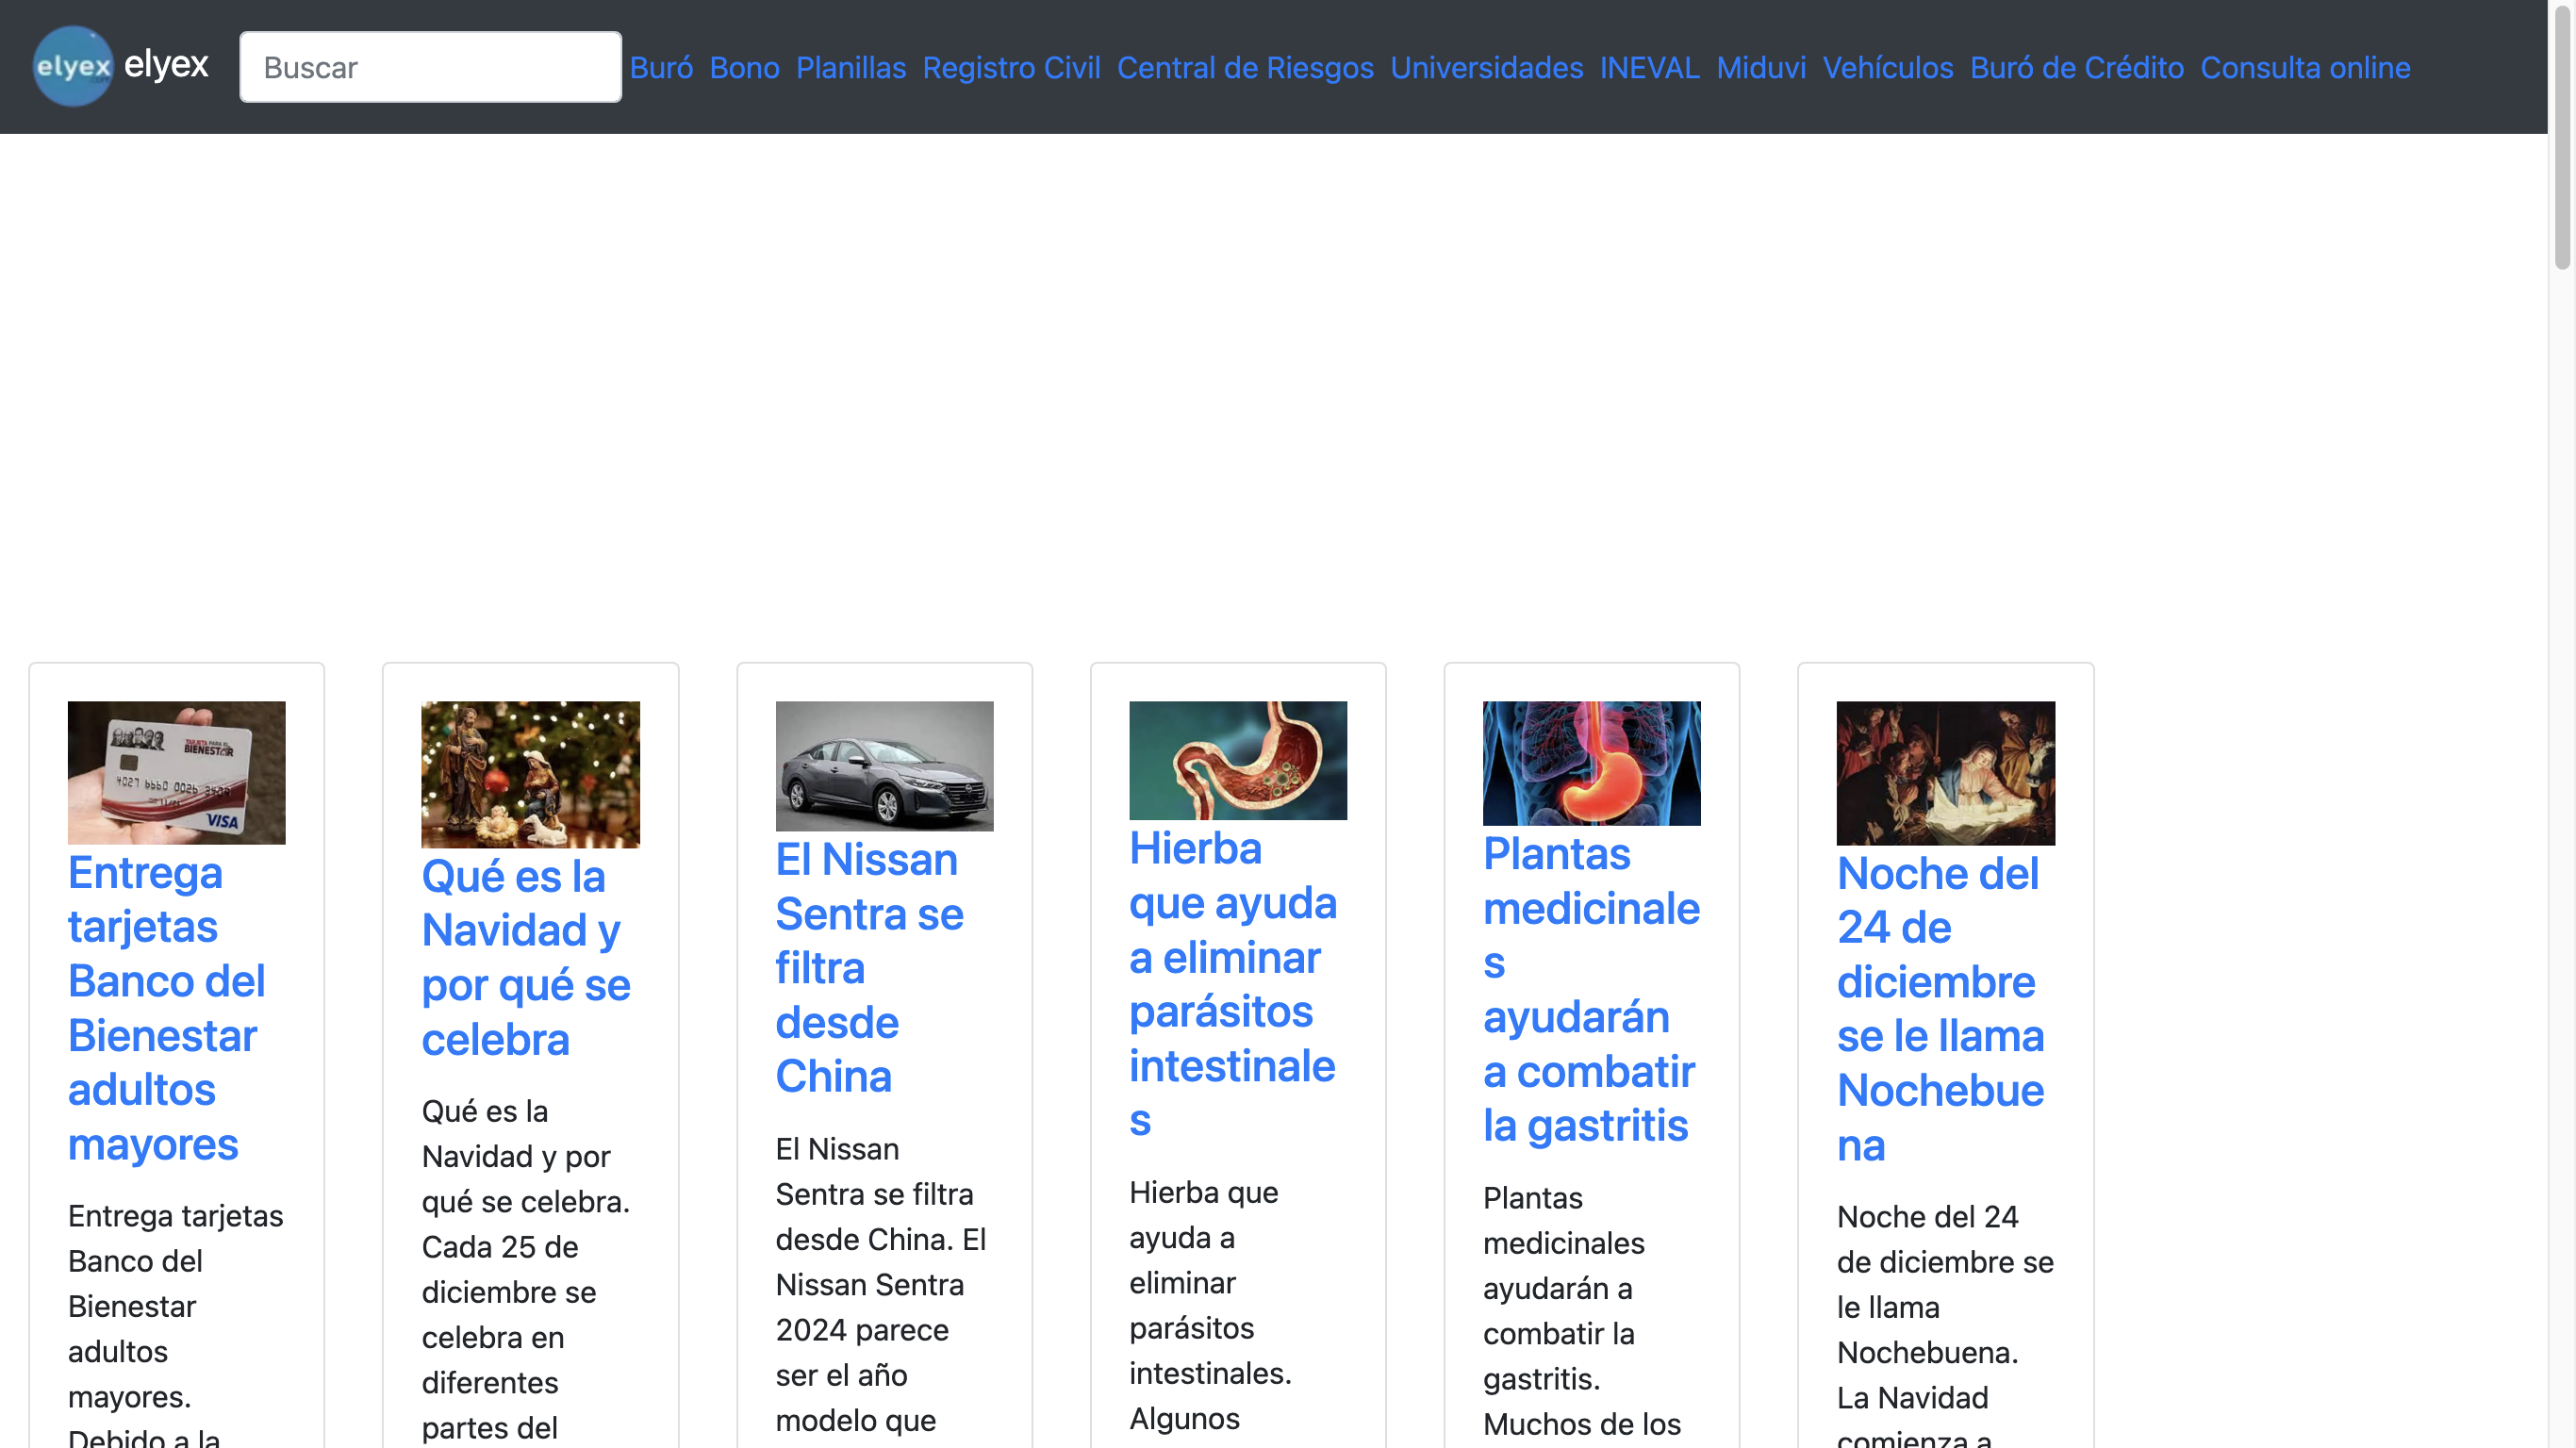 elyex elyex Buscar Buró Bono Planillas Registro Civil Central de Riesgos Universidades INEVAL Miduvi Vehículos Buró de Crédito Consulta online
TARJETA PARA EL
BIENESTAR
VISA
Entrega
tarjetas
Banco del
Bienestar
adultos
mayores
Entrega tarjetas
Banco del
Bienestar
adultos
mayores.
Debido a la
Qué es la
Navidad y
por qué se
celebra
Qué es la
Navidad y por
qué se celebra.
Cada 25 de
diciembre se
celebra en
diferentes
partes del
El Nissan
Sentra se
filtra
desde
China
El Nissan
Sentra se filtra
desde China. El
Nissan Sentra
2024 parece
ser el año
modelo que
Hierba
que ayuda
a eliminar
parásitos
intestinale
s
Hierba que
ayuda a
eliminar
parásitos
intestinales.
Algunos
Plantas
medicinale
s
ayudarán
a combatir
la gastritis
Plantas
medicinales
ayudarán a
combatir la
gastritis.
Muchos de los
Noche del
24 de
diciembre
se le llama
Nochebue
na
Noche del 24
de diciembre se
le llama
Nochebuena.
La Navidad
comienza a